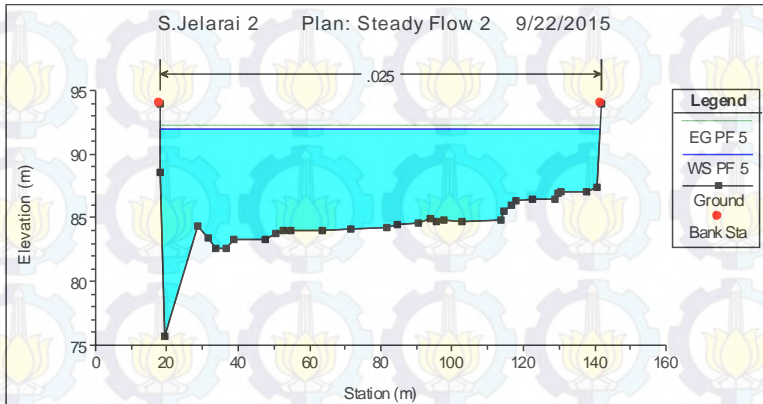 S.Jelarai 2 Plan: Steady Flow 2 9/22/2015
.025
95
90
85
80
75
Elevation (m)
0 20 40 60 80 100 120 140 160
Station (m)
Legend
EG PF 5
WS PF 5
Ground
Bank Sta